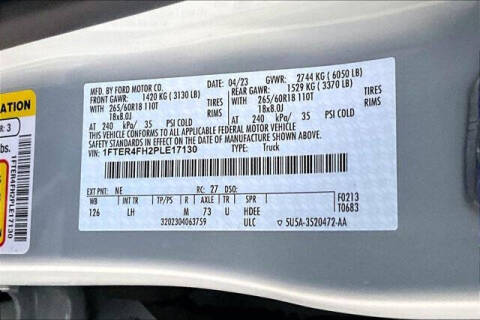 MFD. BY FORD MOTOR CO. 04/23 GVWR: 2744 KG ( 6050 LB)
FRONT GAWR: 1420 KG ( 3130 LB) REAR GAWR: 1529 KG ( 3370 LB)
WITH 265/60R18 110T TIRES WITH 265/60R18 110T TIRES
18x8.0J RIMS 18x8.0J RIMS
AT 240 kPa/ 35 PSI COLD AT 240 kPa/ 35 PSI COLD
THIS VEHICLE CONFORMS TO ALL APPLICABLE FEDERAL MOTOR VEHICLE
SAFETY STANDARDS IN EFFECT ON THE DATE OF MANUFACTURE SHOWN ABOVE.
VIN: 1FTER4FH2PLE17130 TYPE: Truck
EXT PNT: NE RC: 27 DSO: F0213
WB R AXLE TR SPR T0683
126 LH M 73 U HDEE
3202304063759 ULC 5U5A-3520472-AA
ATION
R: 3
1FTER4FH2PLE17130